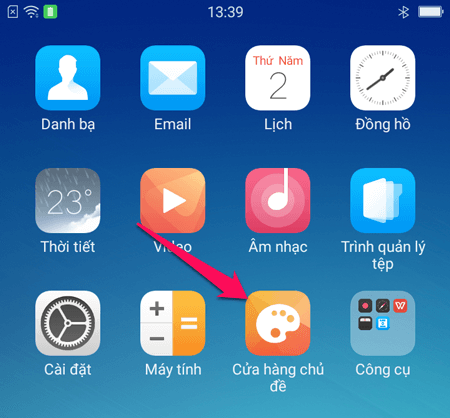 13:39
Thứ Năm
2
Danh bạ
Email
Lịch
Đồng hồ
23°
Thời tiết
Video
Âm nhạc
Trình quản lý
tệp
Cài đặt
Máy tính
Cửa hàng chủ
đề
Công cụ